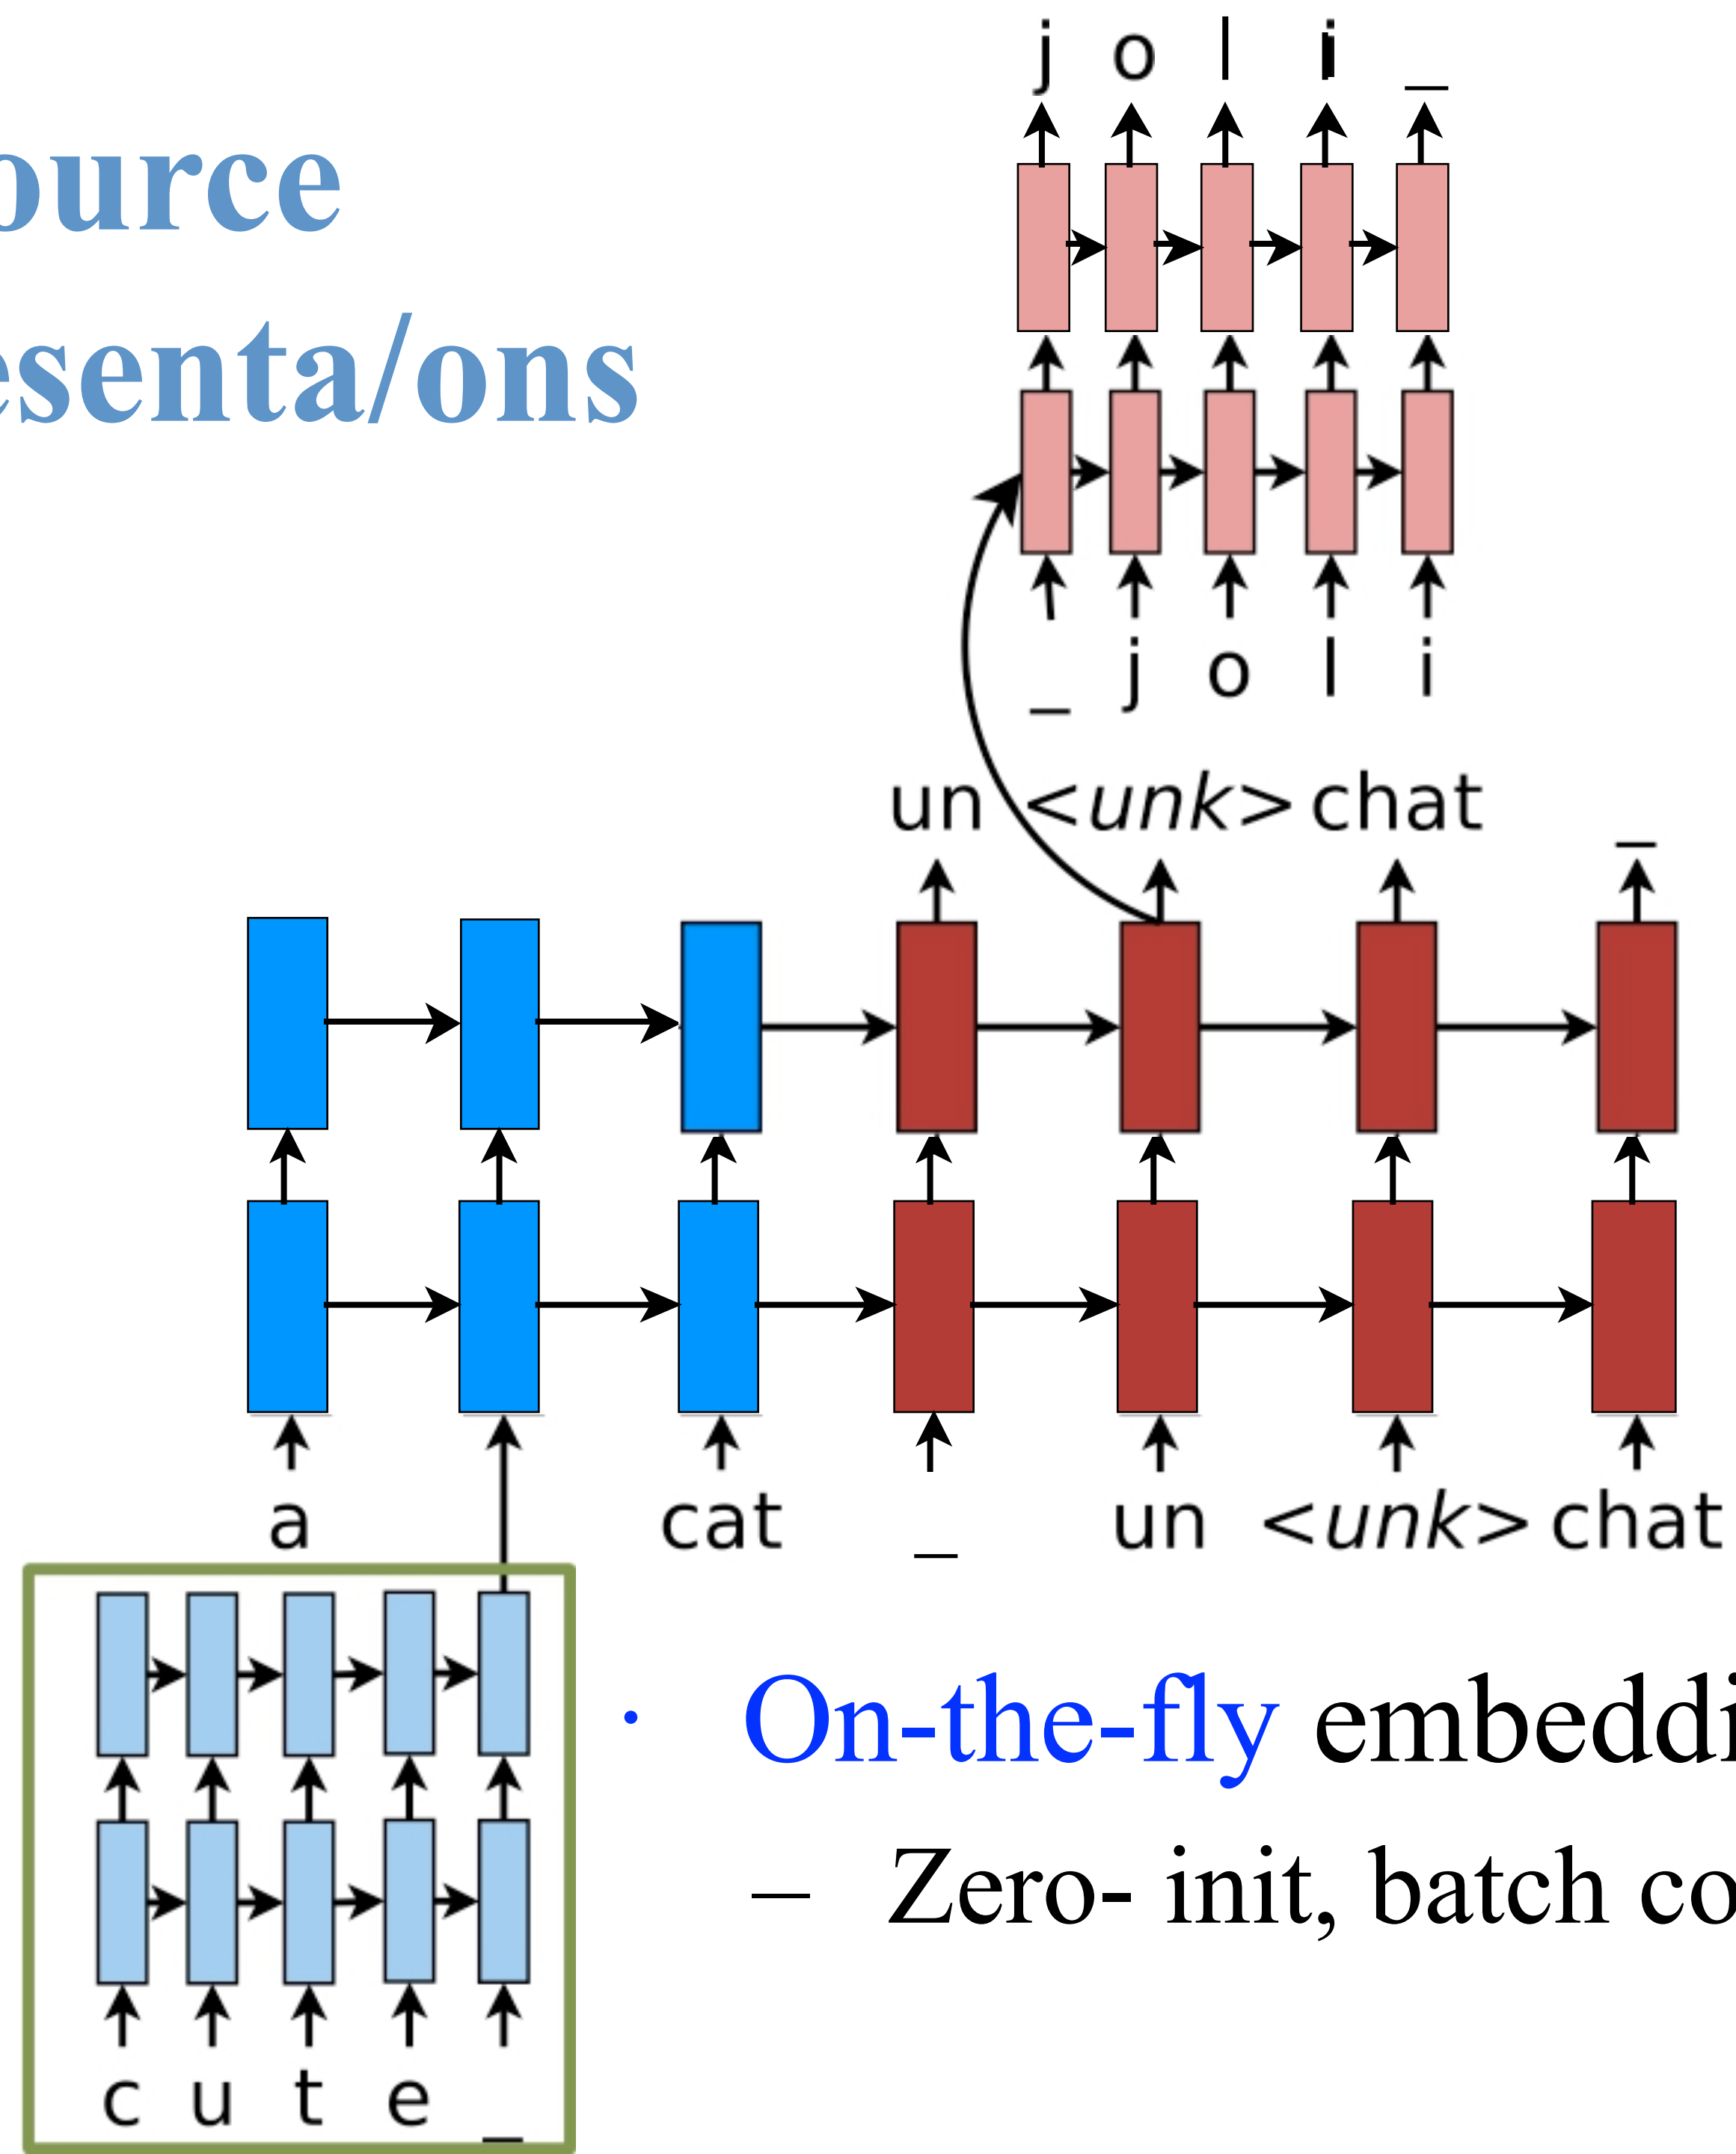 j o l i _
ource
esenta/ons
_ j o l i
un <unk> chat _
a cat _ un <unk> chat
· On-the-fly embeddi
– Zero- init, batch co
c u t e _